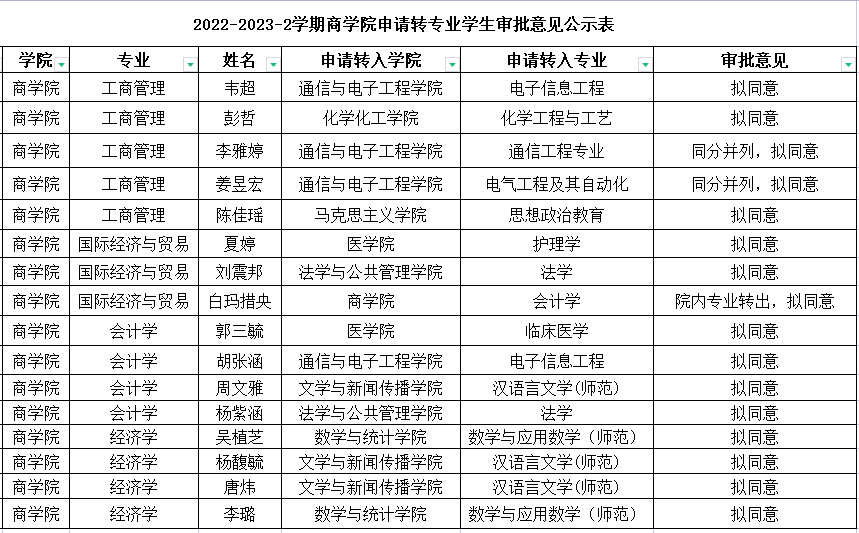 2022-2023-2学期商学院申请转专业学生审批意见公示表
学院 专业 姓名 申请转入学院 申请转入专业 审批意见
商学院 工商管理 韦超 通信与电子工程学院 电子信息工程 拟同意
商学院 工商管理 彭哲 化学化工学院 化学工程与工艺 拟同意
商学院 工商管理 李雅婷 通信与电子工程学院 通信工程专业 同分并列，拟同意
商学院 工商管理 姜昱宏 通信与电子工程学院 电气工程及其自动化 同分并列，拟同意
商学院 工商管理 陈佳瑶 马克思主义学院 思想政治教育 拟同意
商学院 国际经济与贸易 夏婷 医学院 护理学 拟同意
商学院 国际经济与贸易 刘震邦 法学与公共管理学院 法学 拟同意
商学院 国际经济与贸易 白玛措央 商学院 会计学 院内专业转出，拟同意
商学院 会计学 郭三毓 医学院 临床医学 拟同意
商学院 会计学 胡张涵 通信与电子工程学院 电子信息工程 拟同意
商学院 会计学 周文雅 文学与新闻传播学院 汉语言文学(师范) 拟同意
商学院 会计学 杨紫涵 法学与公共管理学院 法学 拟同意
商学院 经济学 吴植芝 数学与统计学院 数学与应用数学（师范） 拟同意
商学院 经济学 杨馥毓 文学与新闻传播学院 汉语言文学(师范) 拟同意
商学院 经济学 唐炜 文学与新闻传播学院 汉语言文学(师范) 拟同意
商学院 经济学 李璐 数学与统计学院 数学与应用数学（师范） 拟同意